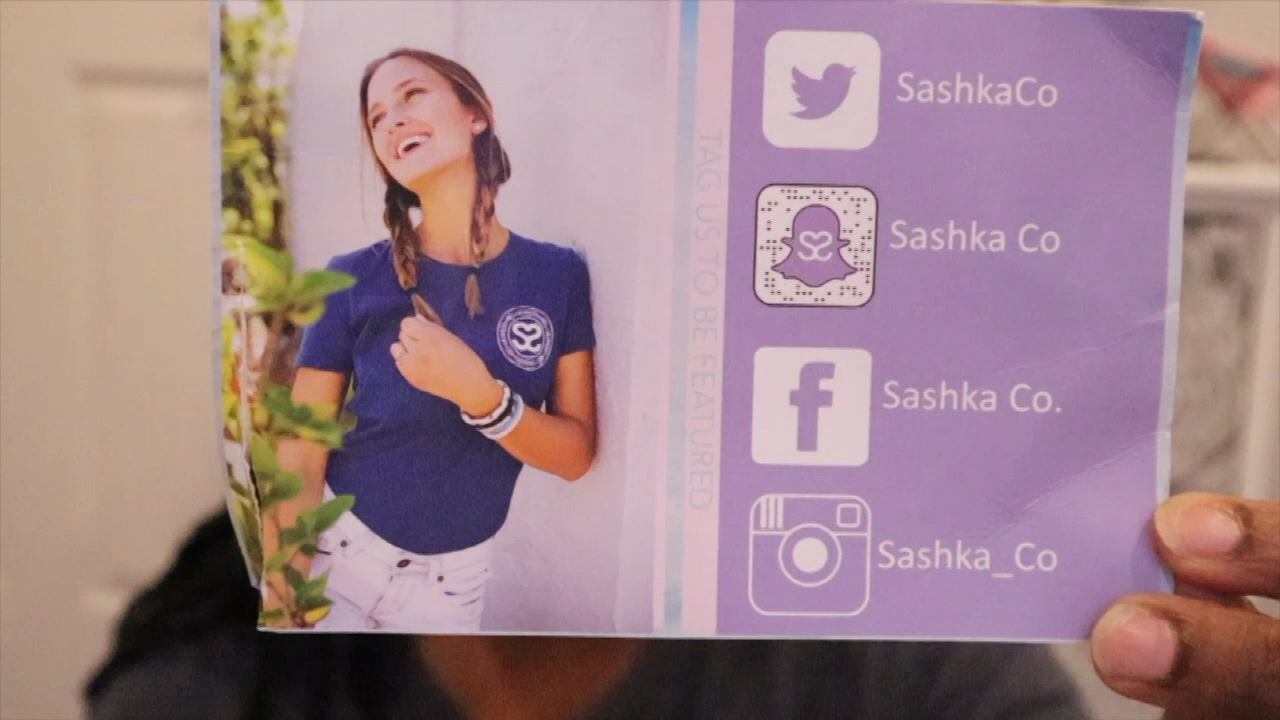 TAG US TO BE FEATURED
SashkaCo
Sashka Co
Sashka Co.
Sashka_Co